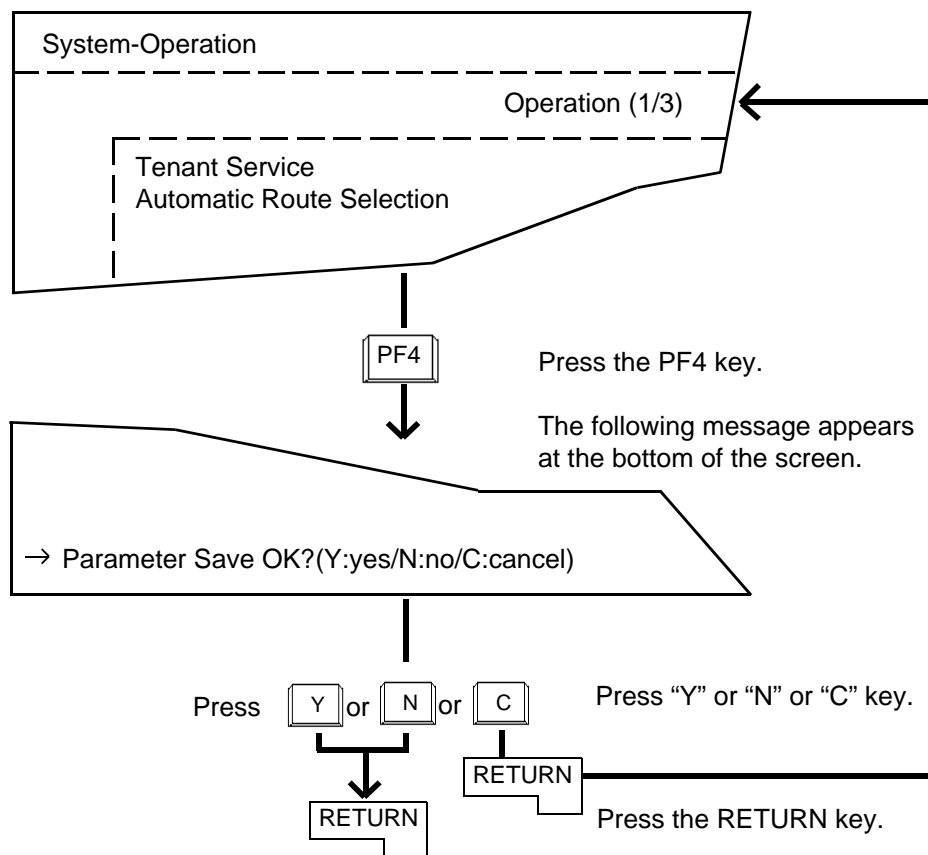 System-Operation
Operation (1/3)
Tenant Service
Automatic Route Selection
PF4
Press the PF4 key.
The following message appears
at the bottom of the screen.
→ Parameter Save OK?(Y:yes/N:no/C:cancel)
Press Y or N or C
Press “Y” or “N” or “C” key.
RETURN
RETURN
Press the RETURN key.